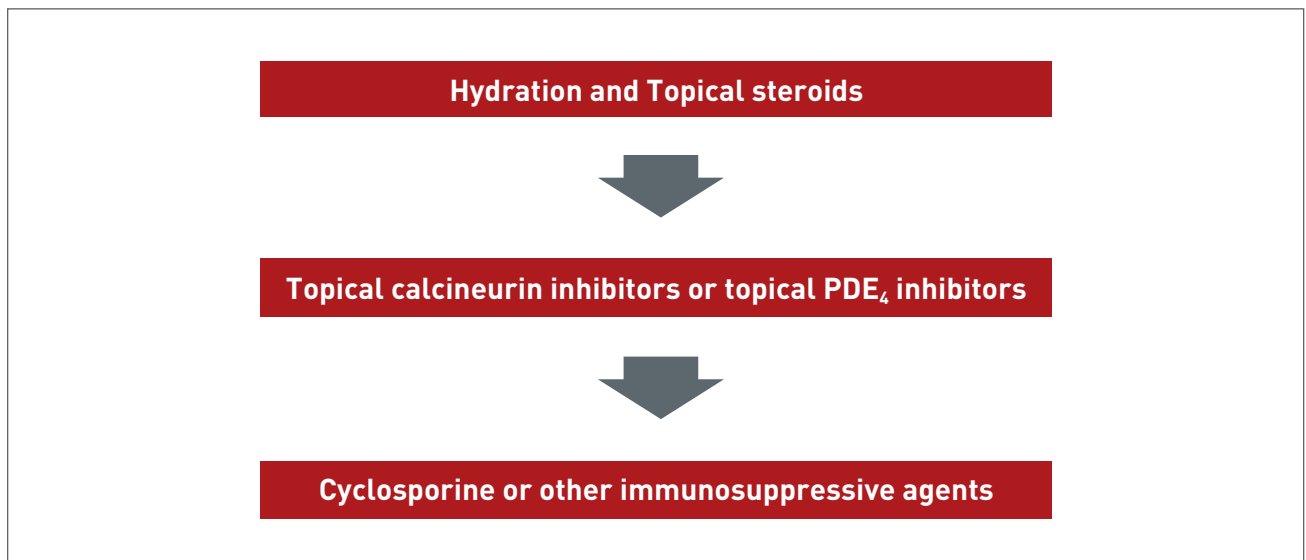 Hydration and Topical steroids
Topical calcineurin inhibitors or topical PDE₄ inhibitors
Cyclosporine or other immunosuppressive agents